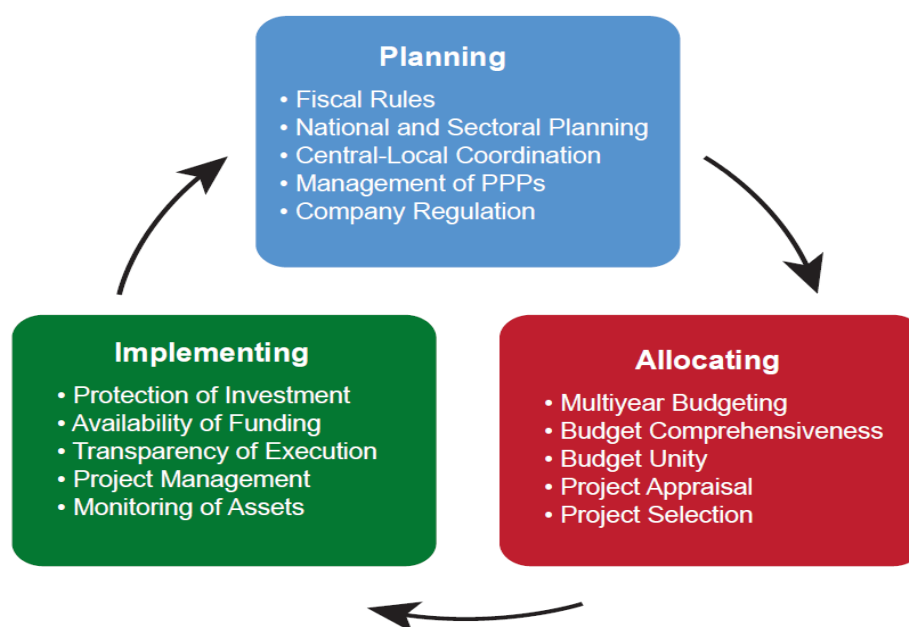 Planning
• Fiscal Rules
• National and Sectoral Planning
• Central-Local Coordination
• Management of PPPs
• Company Regulation
Implementing
• Protection of Investment
• Availability of Funding
• Transparency of Execution
• Project Management
• Monitoring of Assets
Allocating
• Multiyear Budgeting
• Budget Comprehensiveness
• Budget Unity
• Project Appraisal
• Project Selection